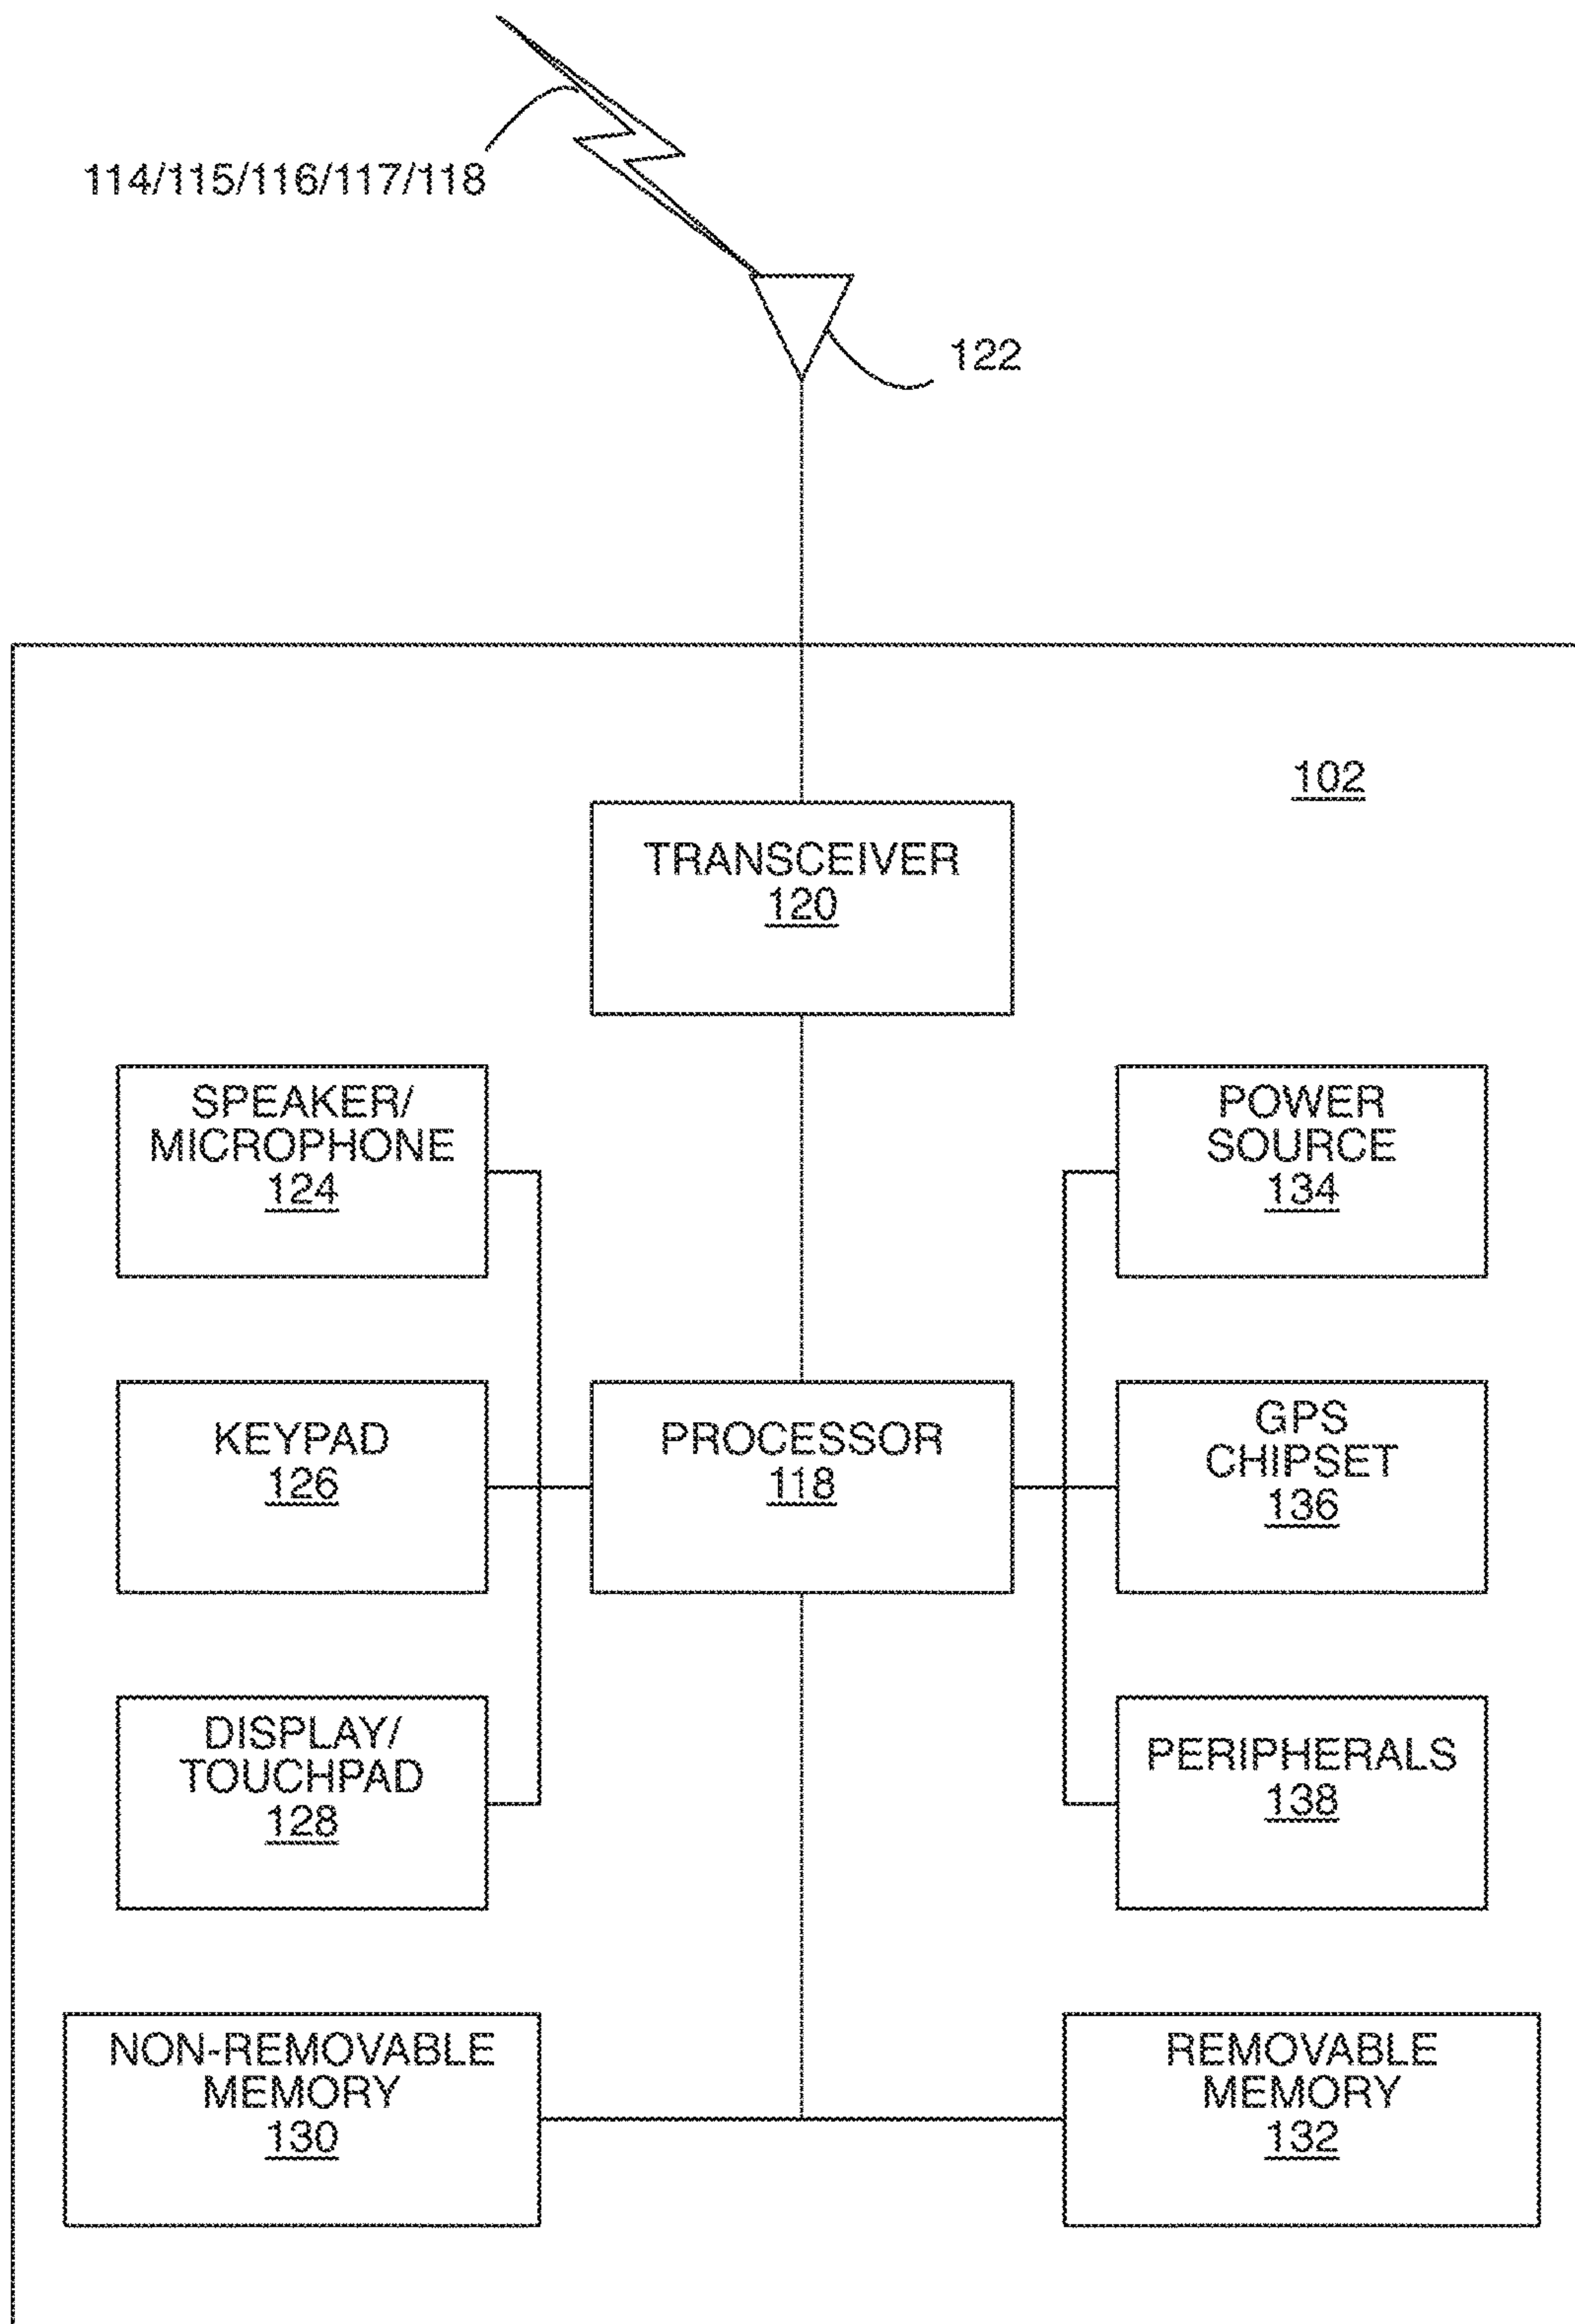 114/115/116/117/118
122
102
TRANSCEIVER
120
SPEAKER/
MICROPHONE
124
POWER
SOURCE
134
KEYPAD
126
PROCESSOR
118
GPS
CHIPSET
136
DISPLAY/
TOUCHPAD
128
PERIPHERALS
138
NON-REMOVABLE
MEMORY
130
REMOVABLE
MEMORY
132